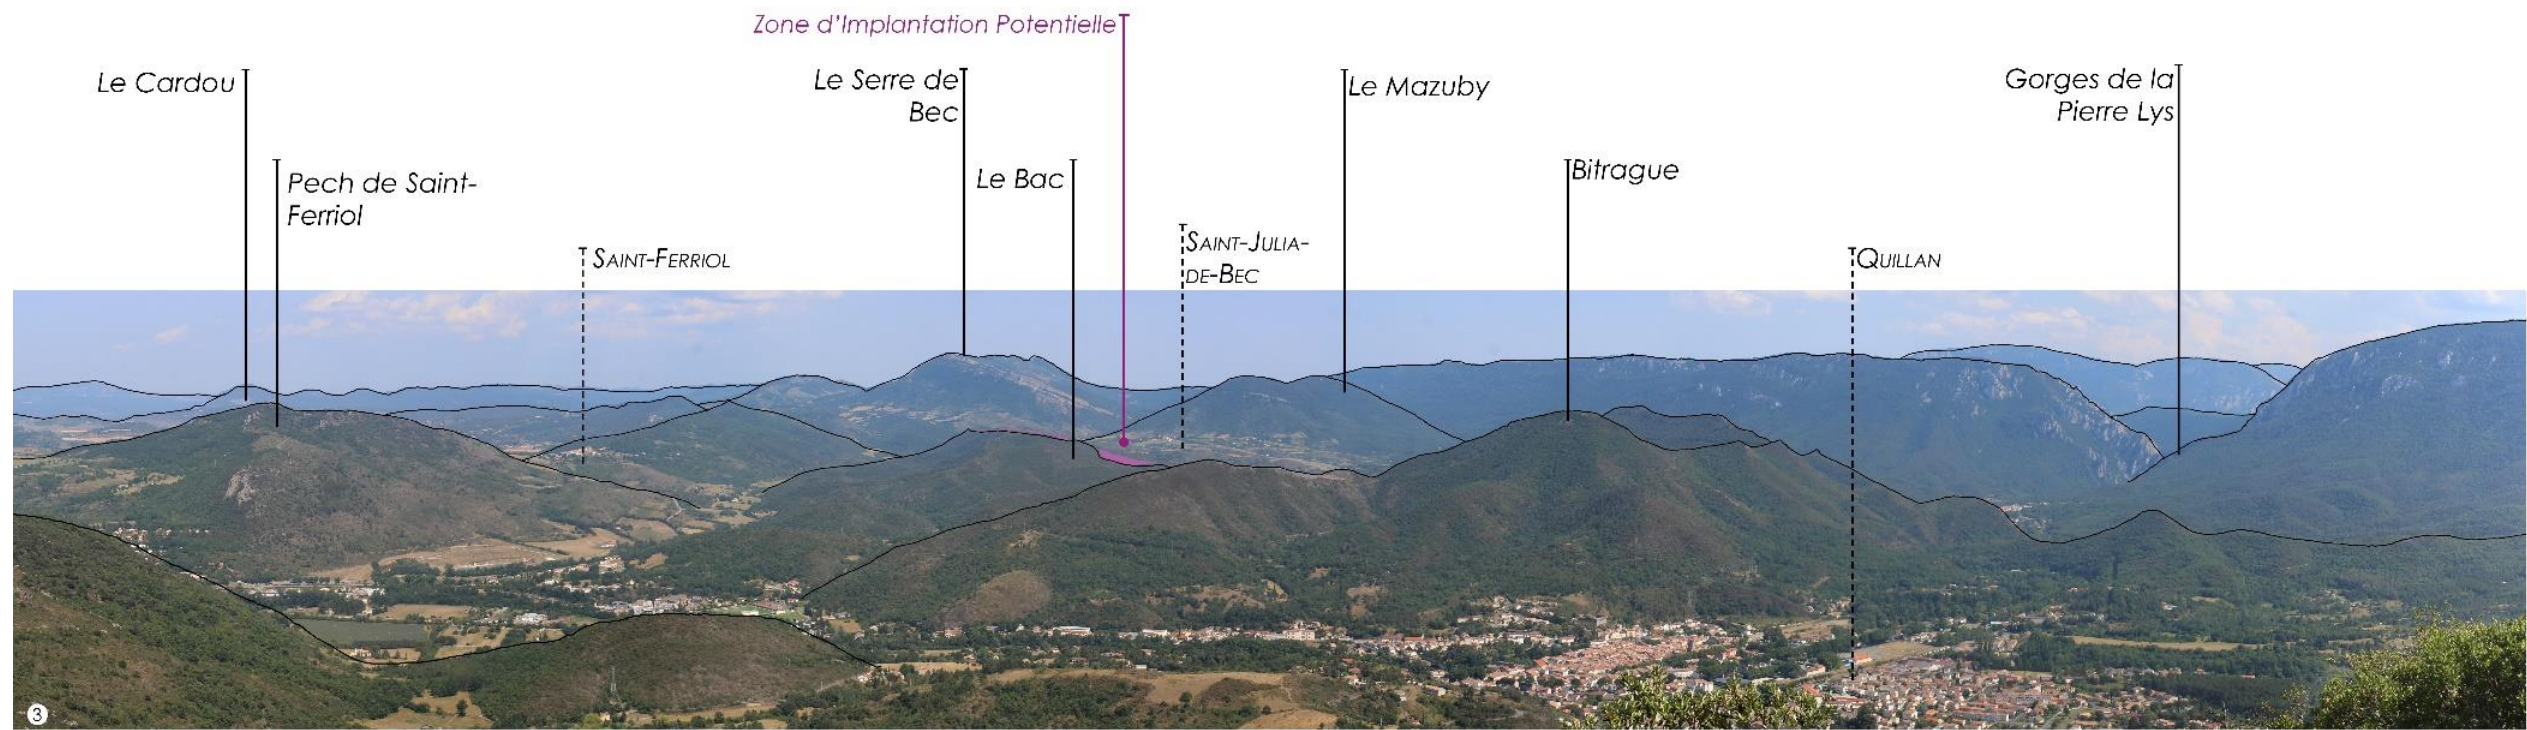 Zone d'Implantation Potentielle
Le Cardou
Le Serre de
Bec
Le Mazuby
Gorges de la
Pierre Lys
Pech de Saint-
Ferriol
Le Bac
Bitrague
SAINT-FERRIOL
SAINT-JULIA-
DE-BEC
QUILLAN
3